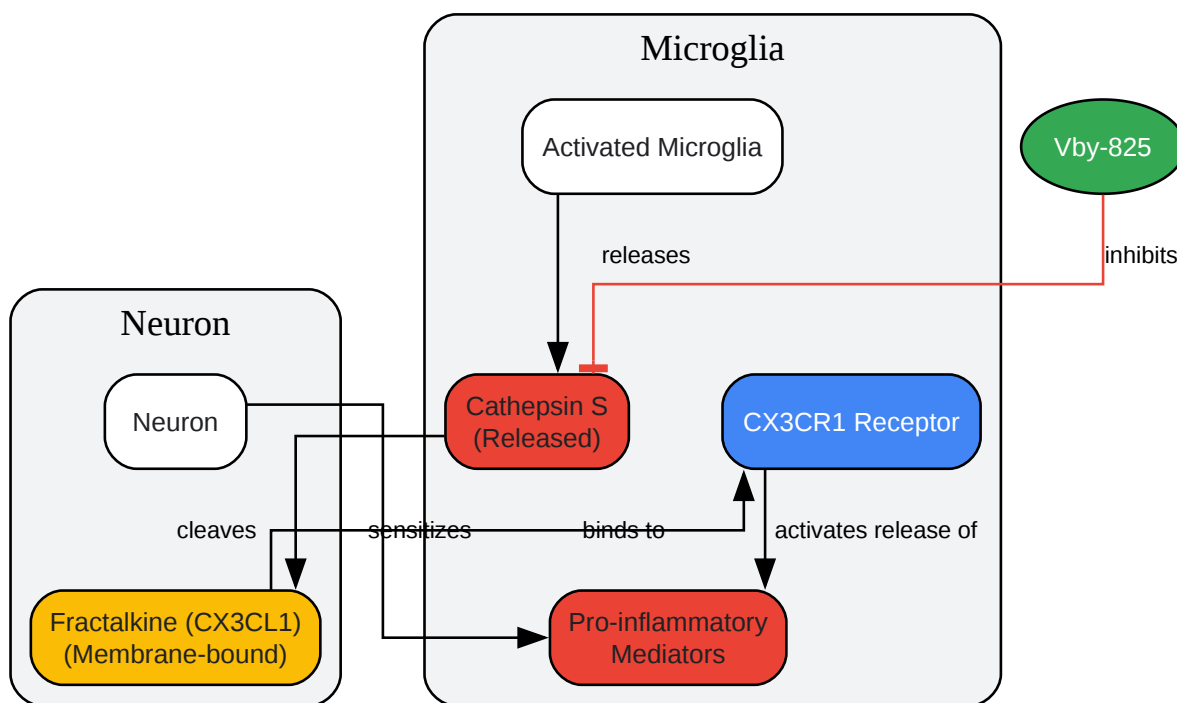 Microglia
Activated Microglia
Vby-825
releases
inhibits
Neuron
Neuron
Cathepsin S
(Released)
CX3CR1 Receptor
cleaves
sensitizes
binds to
activates release of
Fractalkine (CX3CL1)
(Membrane-bound)
Pro-inflammatory
Mediators